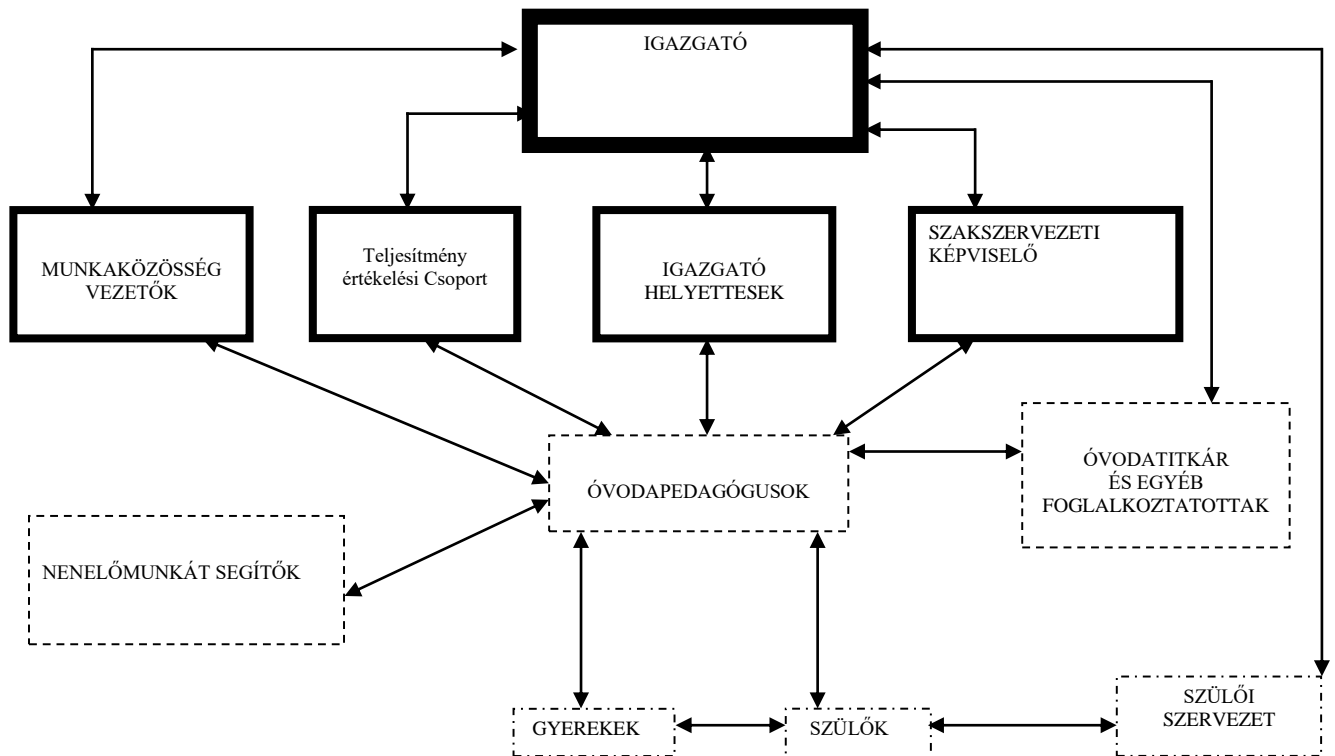 IGAZGATÓ
MUNKAKÖZÖSSÉG
VEZETŐK
Teljesítmény
értékelési Csoport
IGAZGATÓ
HELYETTESEK
SZAKSZERVEZETI
KÉPVISELŐ
ÓVODAPEDAGÓGUSOK
ÓVODATITKÁR
ÉS EGYÉB
FOGLALKOZTATOTTAK
NENELŐMUNKÁT SEGÍTŐK
GYEREKEK
SZÜLŐK
SZÜLŐI
SZERVEZET